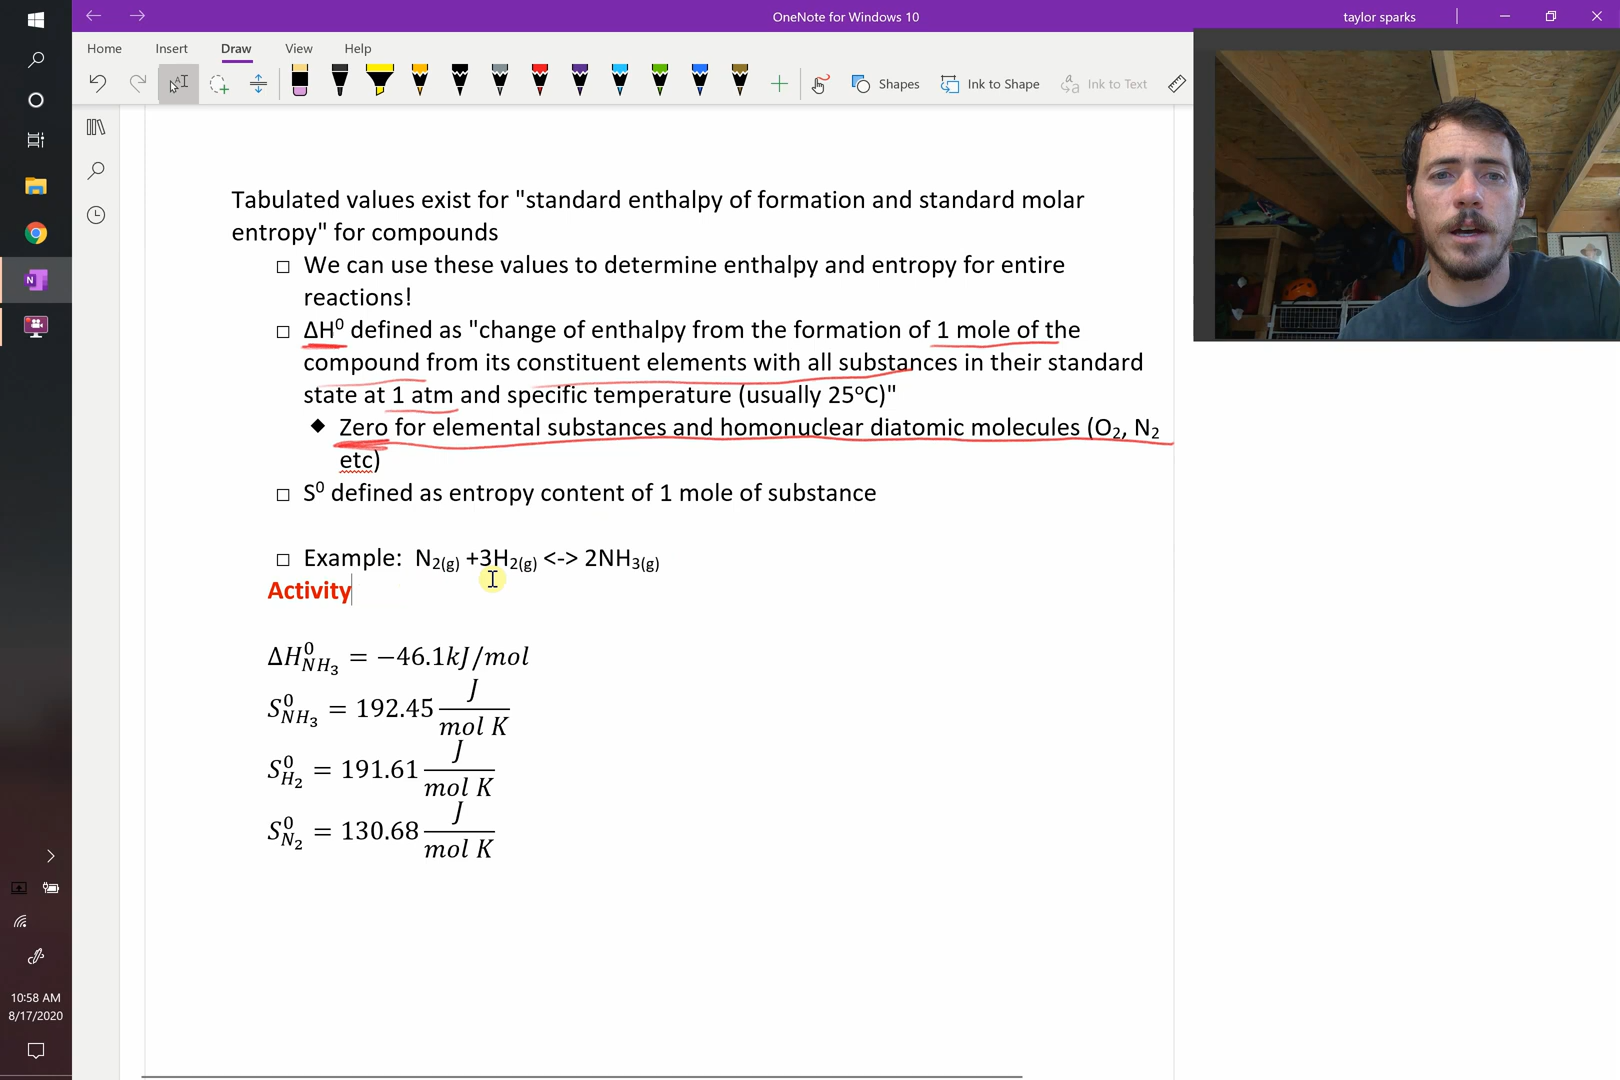 OneNote for Windows 10
taylor sparks
Home Insert Draw View Help
Shapes Ink to Shape Ink to Text
Tabulated values exist for "standard enthalpy of formation and standard molar
entropy" for compounds
We can use these values to determine enthalpy and entropy for entire
reactions!
ΔH⁰ defined as "change of enthalpy from the formation of 1 mole of the
compound from its constituent elements with all substances in their standard
state at 1 atm and specific temperature (usually 25°C)"
Zero for elemental substances and homonuclear diatomic molecules (O₂, N₂
etc)
S⁰ defined as entropy content of 1 mole of substance
Example: N₂(g) +3H₂(g) <-> 2NH₃(g)
Activity
ΔH⁰_NH₃ = −46.1kJ/mol
S⁰_NH₃ = 192.45 J/mol K
S⁰_H₂ = 191.61 J/mol K
S⁰_N₂ = 130.68 J/mol K
10:58 AM
8/17/2020